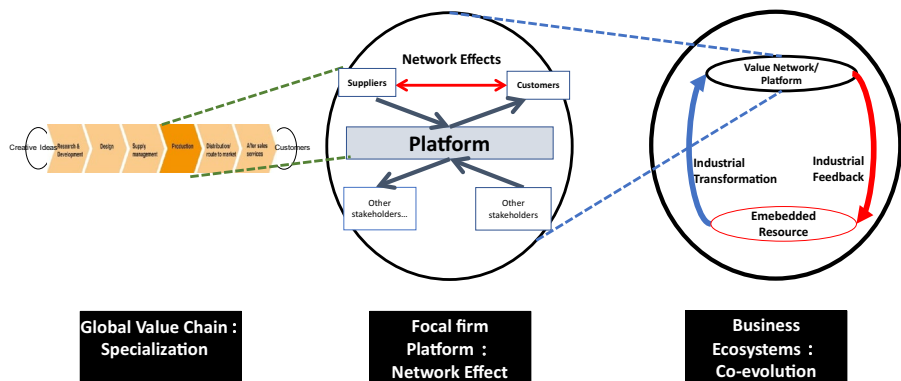 Creative Ideas
Research &
Development
Design
Supply
management
Production
Distribution/
route to market
After sales
services
Customers
Network Effects
Suppliers
Customers
Platform
Other
stakeholders...
Other
stakeholders
Value Network/
Platform
Industrial
Transformation
Industrial
Feedback
Emebedded
Resource
Global Value Chain：
Specialization
Focal firm
Platform ：
Network Effect
Business
Ecosystems：
Co-evolution